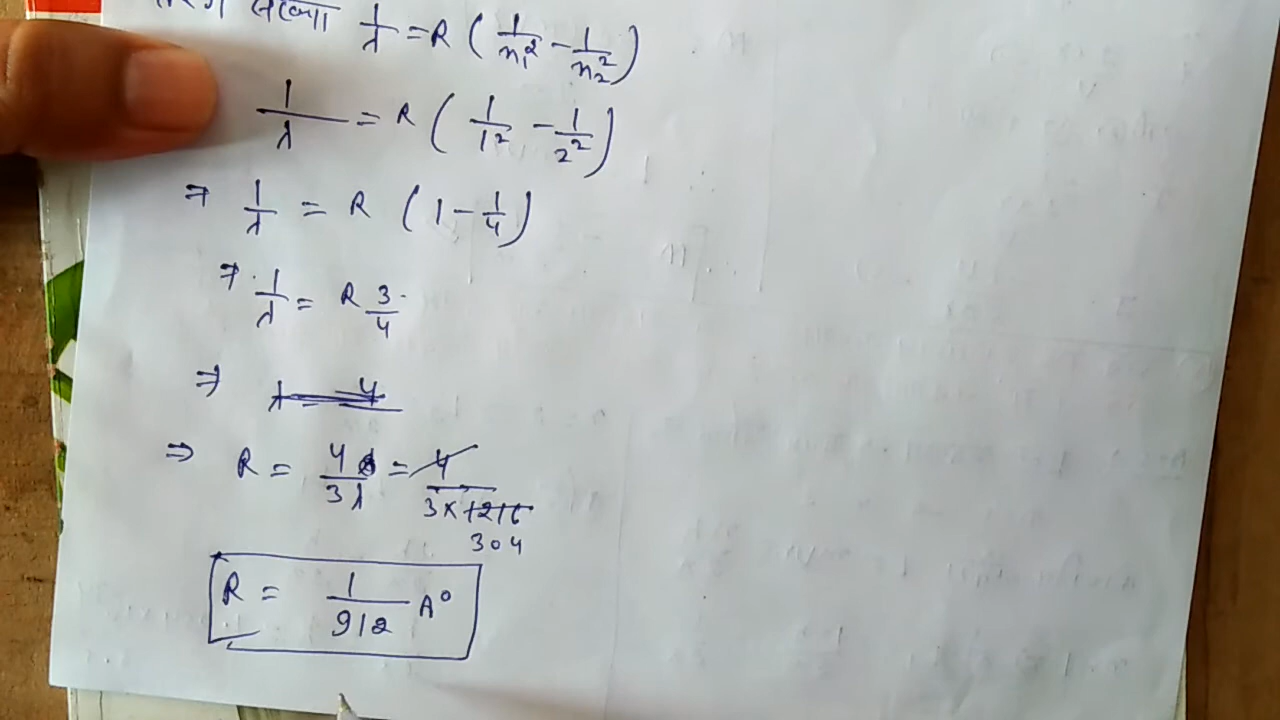 संख्या 1/λ = R ( 1/n₁² - 1/n₂² )
1/λ = R ( 1/1² - 1/2² )
⇒ 1/λ = R ( 1 - 1/4 )
⇒ 1/λ = R 3/4
⇒
⇒ R = 4/3λ = 4/3×1216
304
R = 1/912 A°